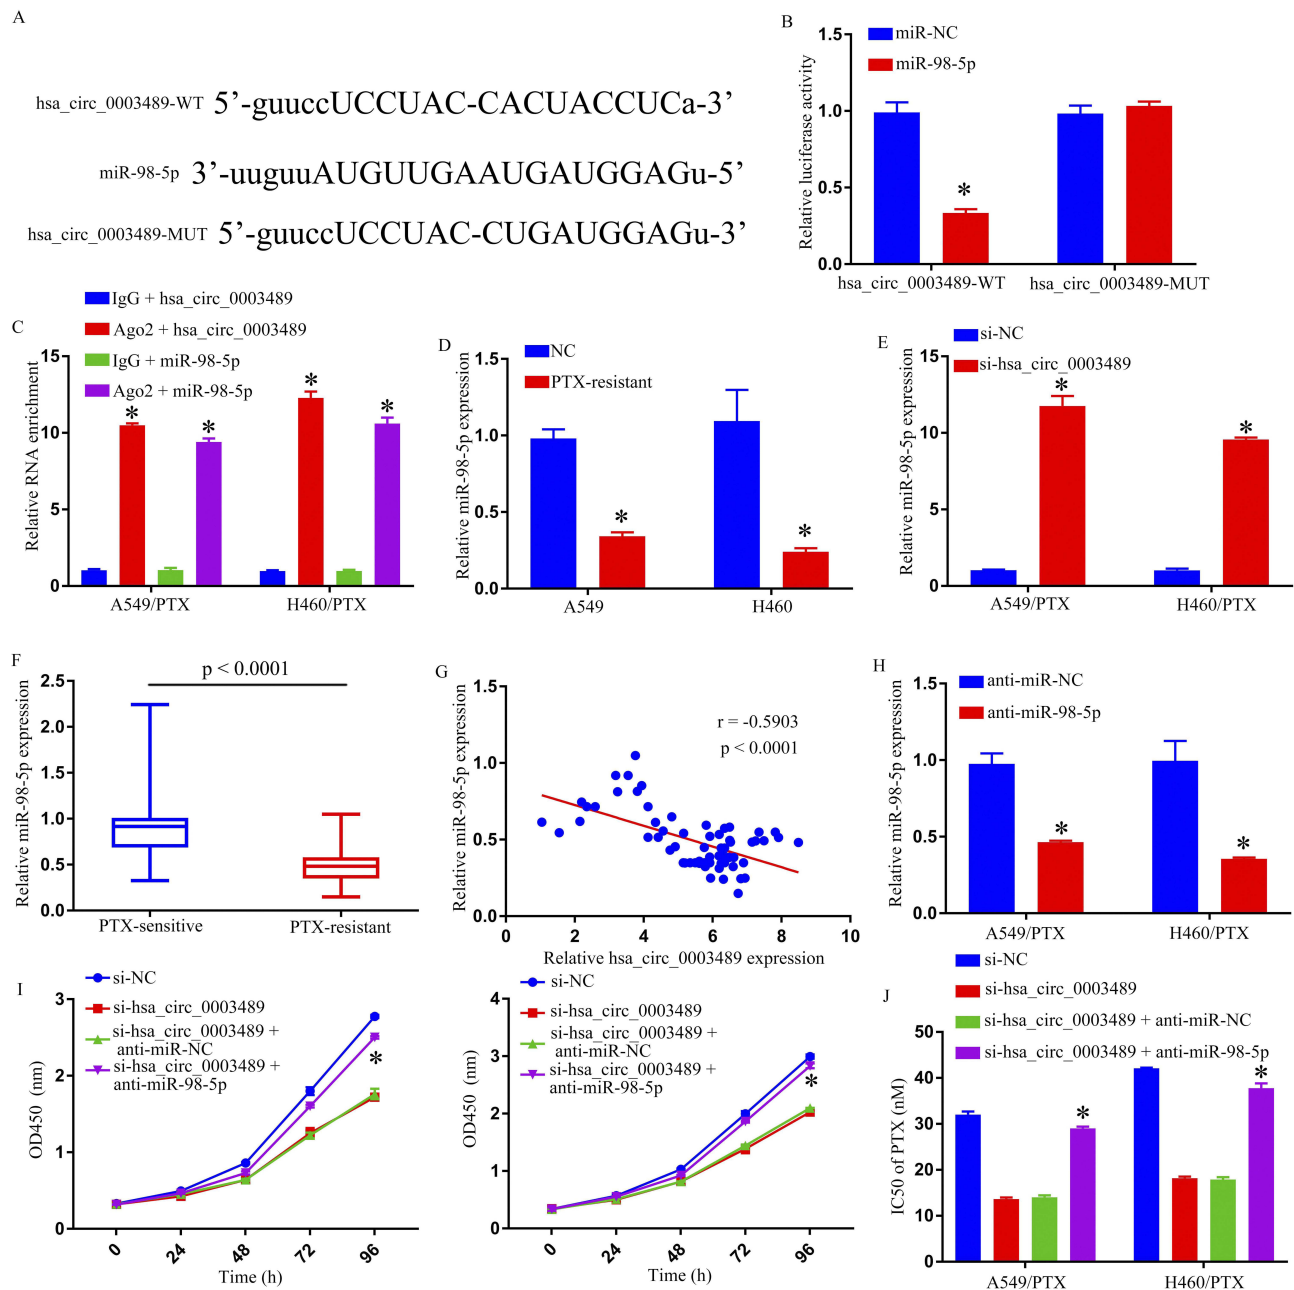 A
hsa_circ_0003489-WT 5’-guuccUCCUAC-CACUACCUCa-3’
miR-98-5p 3’-uuguuAUGUUGAAUGAUGGAGu-5’
hsa_circ_0003489-MUT 5’-guuccUCCUAC-CUGAUGGAGu-3’
B
miR-NC
miR-98-5p
Relative luciferase activity
1.5
1.0
0.5
0.0
*
hsa_circ_0003489-WT hsa_circ_0003489-MUT
C
IgG + hsa_circ_0003489
Ago2 + hsa_circ_0003489
IgG + miR-98-5p
Ago2 + miR-98-5p
Relative RNA enrichment
15
10
5
0
* * * *
A549/PTX H460/PTX
D
NC
PTX-resistant
Relative miR-98-5p expression
1.5
1.0
0.5
0.0
* *
A549 H460
E
si-NC
si-hsa_circ_0003489
Relative miR-98-5p expression
15
10
5
0
* *
A549/PTX H460/PTX
F
p < 0.0001
Relative miR-98-5p expression
2.5
2.0
1.5
1.0
0.5
0.0
PTX-sensitive PTX-resistant
G
r = -0.5903
p < 0.0001
Relative miR-98-5p expression
1.5
1.0
0.5
0.0
0 2 4 6 8 10
Relative hsa_circ_0003489 expression
H
anti-miR-NC
anti-miR-98-5p
Relative miR-98-5p expression
1.5
1.0
0.5
0.0
* *
A549/PTX H460/PTX
I
si-NC
si-hsa_circ_0003489
si-hsa_circ_0003489 +
anti-miR-NC
si-hsa_circ_0003489 +
anti-miR-98-5p
OD450 (nm)
3
2
1
0
*
0 24 48 72 96
Time (h)
si-NC
si-hsa_circ_0003489
si-hsa_circ_0003489 +
anti-miR-NC
si-hsa_circ_0003489 +
anti-miR-98-5p
OD450 (nm)
4
3
2
1
0
*
0 24 48 72 96
Time (h)
J
si-NC
si-hsa_circ_0003489
si-hsa_circ_0003489 + anti-miR-NC
si-hsa_circ_0003489 + anti-miR-98-5p
IC50 of PTX (nM)
50
40
30
20
10
0
* *
A549/PTX H460/PTX